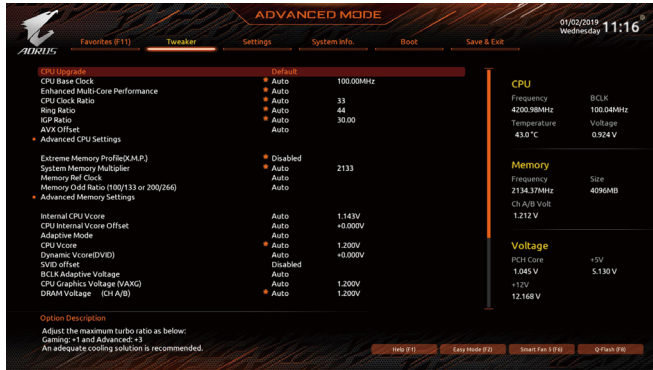 ADVANCED MODE
01/02/2019 Wednesday 11:16
AORUS
Favorites (F11) Tweaker Settings System Info. Boot Save & Exit
CPU Upgrade Default
CPU Base Clock Auto 100.00MHz
Enhanced Multi-Core Performance Auto
CPU Clock Ratio Auto 33
Ring Ratio Auto 44
IGP Ratio Auto 30.00
AVX Offset Auto
Advanced CPU Settings
Extreme Memory Profile(X.M.P.) Disabled
System Memory Multiplier Auto 2133
Memory Ref Clock Auto
Memory Odd Ratio (100/133 or 200/266) Auto
Advanced Memory Settings
Internal CPU Vcore Auto 1.143V
CPU Internal Vcore Offset Auto +0.000V
Adaptive Mode Auto
CPU Vcore Auto 1.200V
Dynamic Vcore(DVID) Auto +0.000V
SVID offset Disabled
BCLK Adaptive Voltage Auto
CPU Graphics Voltage (VAXG) Auto 1.200V
DRAM Voltage (CH A/B) Auto 1.200V
CPU
Frequency BCLK
4200.98MHz 100.04MHz
Temperature Voltage
43.0 °C 0.924 V
Memory
Frequency Size
2134.37MHz 4096MB
Ch A/B Volt
1.212 V
Voltage
PCH Core +5V
1.045 V 5.130 V
+12V
12.168 V
Option Description
Adjust the maximum turbo ratio as below:
Gaming: +1 and Advanced: +3
An adequate cooling solution is recommended.
Help (F1) Easy Mode (F2) Smart Fan 5 (F6) Q-Flash (F8)